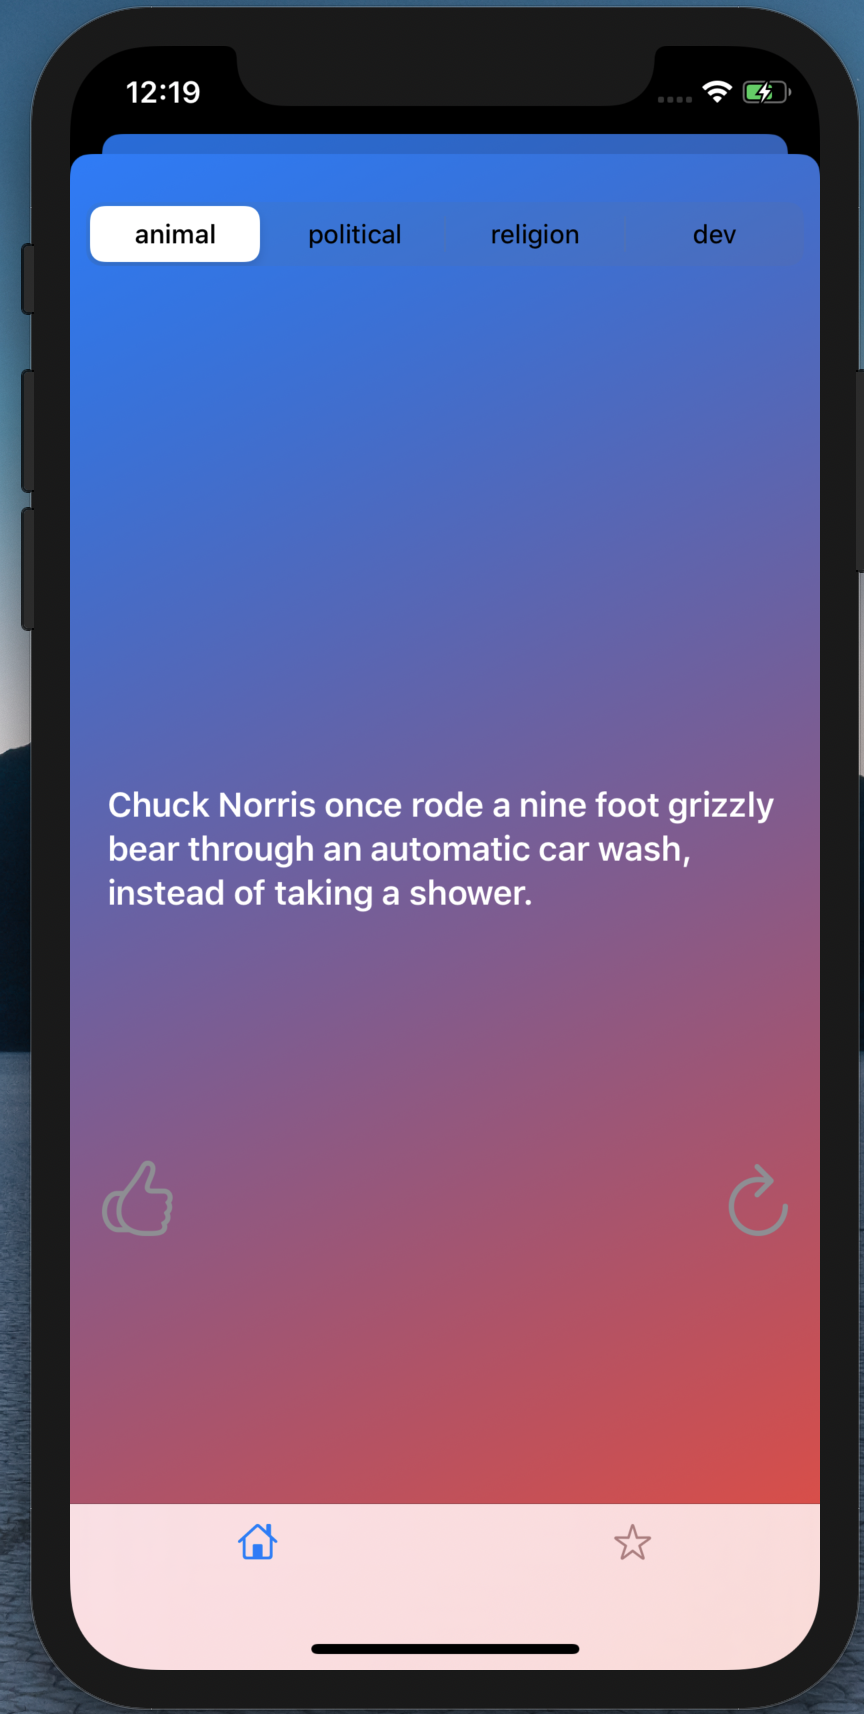 12:19
animal political religion dev
Chuck Norris once rode a nine foot grizzly
bear through an automatic car wash,
instead of taking a shower.